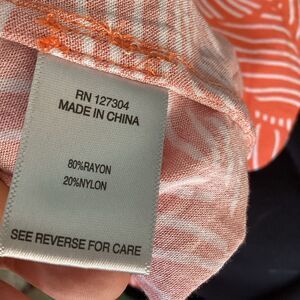 RN 127304
MADE IN CHINA
80%RAYON
20%NYLON
SEE REVERSE FOR CARE